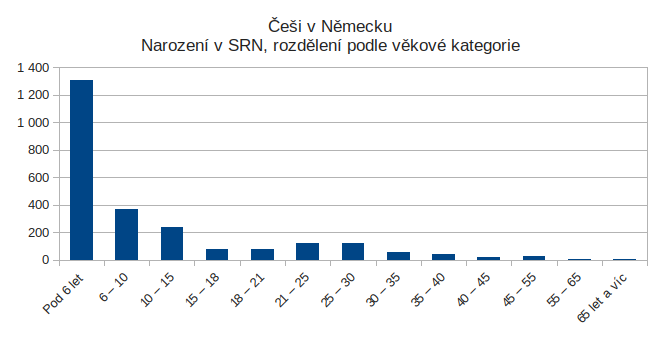 Češi v Německu
Narození v SRN, rozdělení podle věkové kategorie
1 400
1 200
1 000
800
600
400
200
0
Pod 6 let
6 – 10
10 – 15
15 – 18
18 – 21
21 – 25
25 – 30
30 – 35
35 – 40
40 – 45
45 – 55
55 – 65
65 let a víc